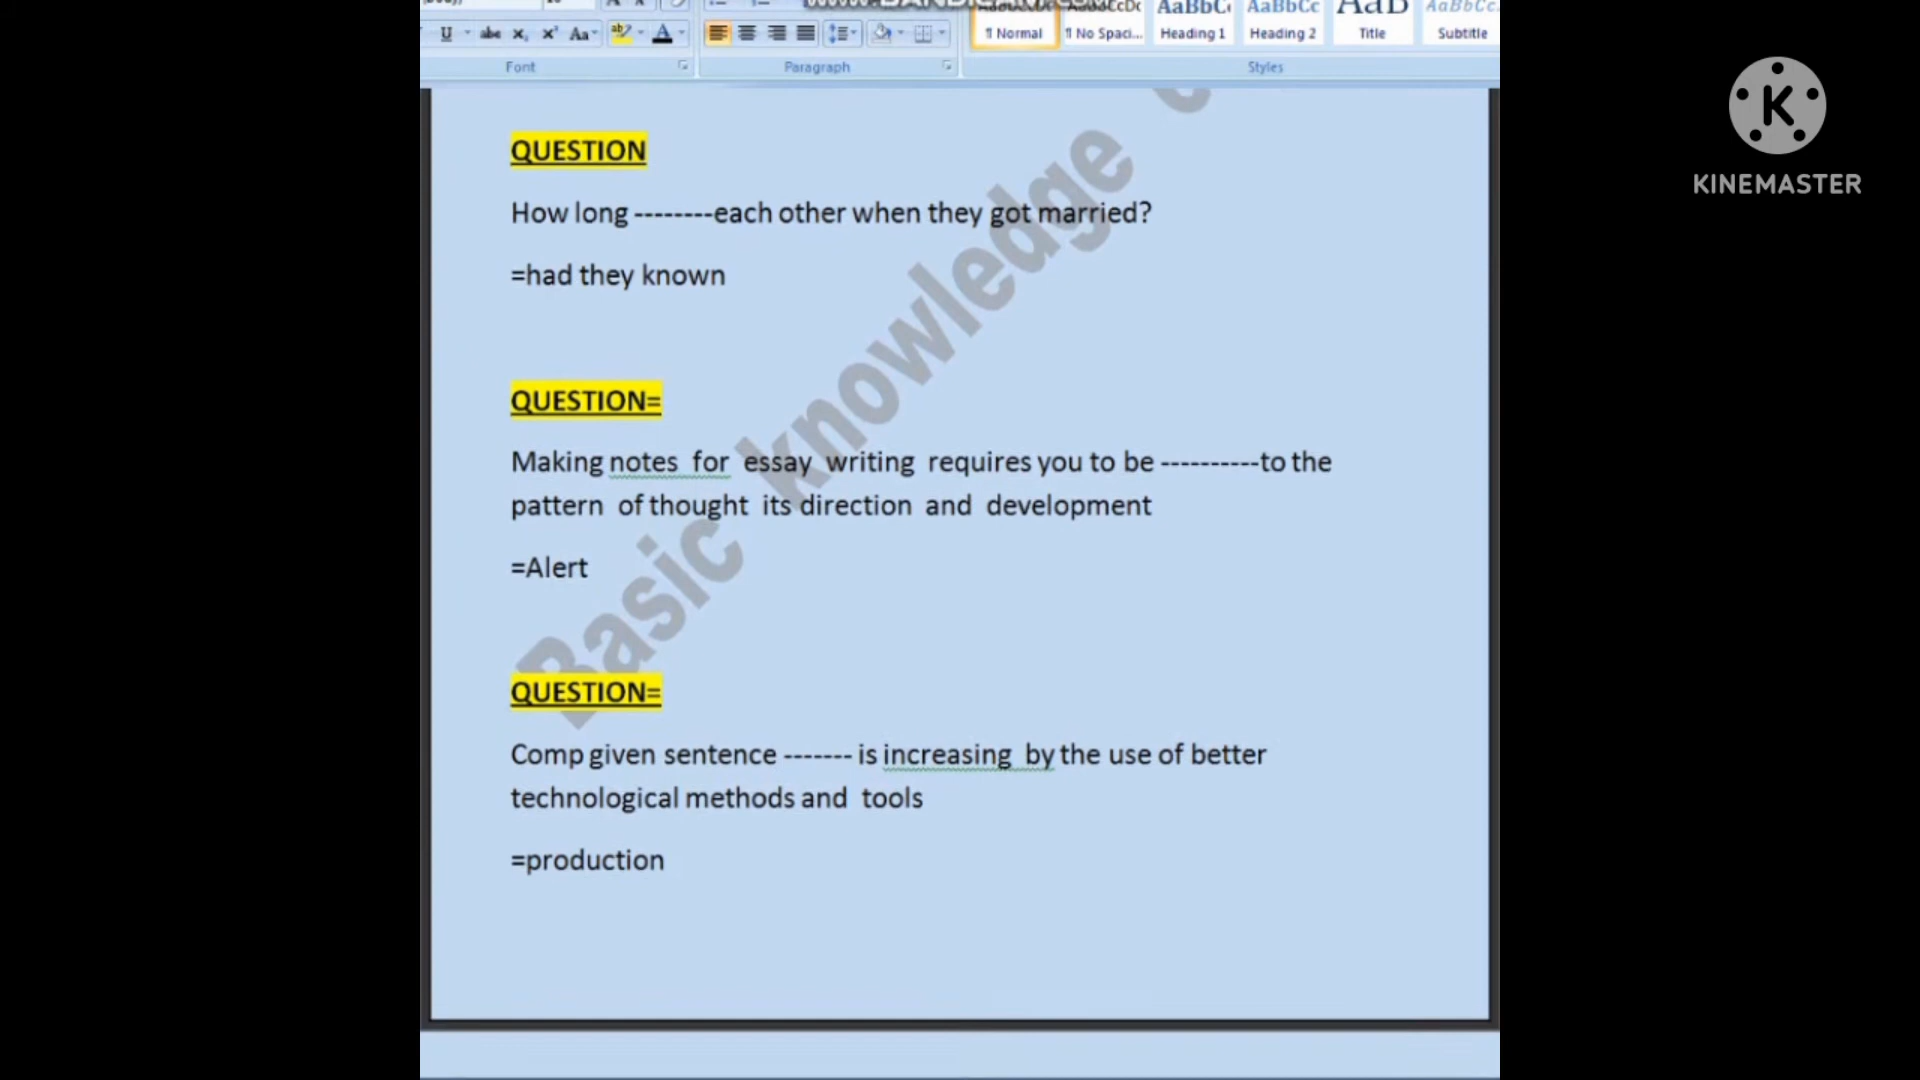 U abe x, x' Aa ab A
¶ Normal ¶ No Spaci... Heading 1 Heading 2 Title Subtitle
Font Paragraph Styles
K
KINEMASTER
QUESTION
How long --------each other when they got married?
=had they known
QUESTION=
Making notes for essay writing requires you to be ----------to the
pattern of thought its direction and development
=Alert
QUESTION=
Comp given sentence ------- is increasing by the use of better
technological methods and tools
=production
Basic knowledge